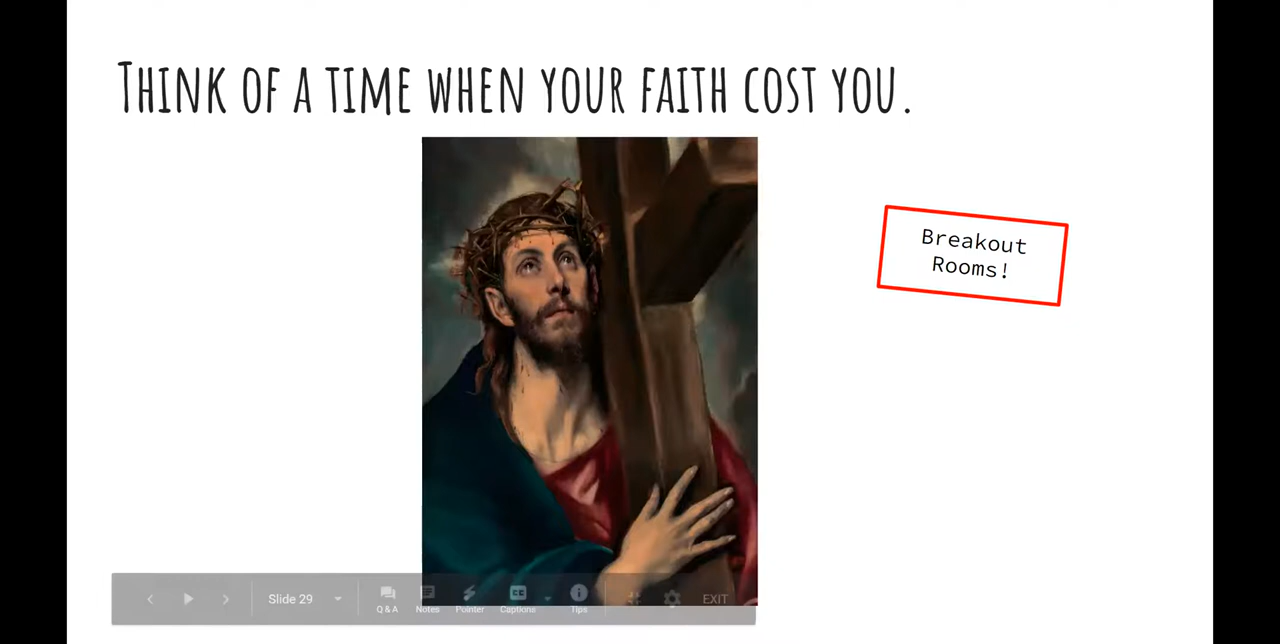 Think of a time when your faith cost you.
Breakout
Rooms!
Slide 29
Q & A
Notes
Pointer
Captions
Tips
EXIT